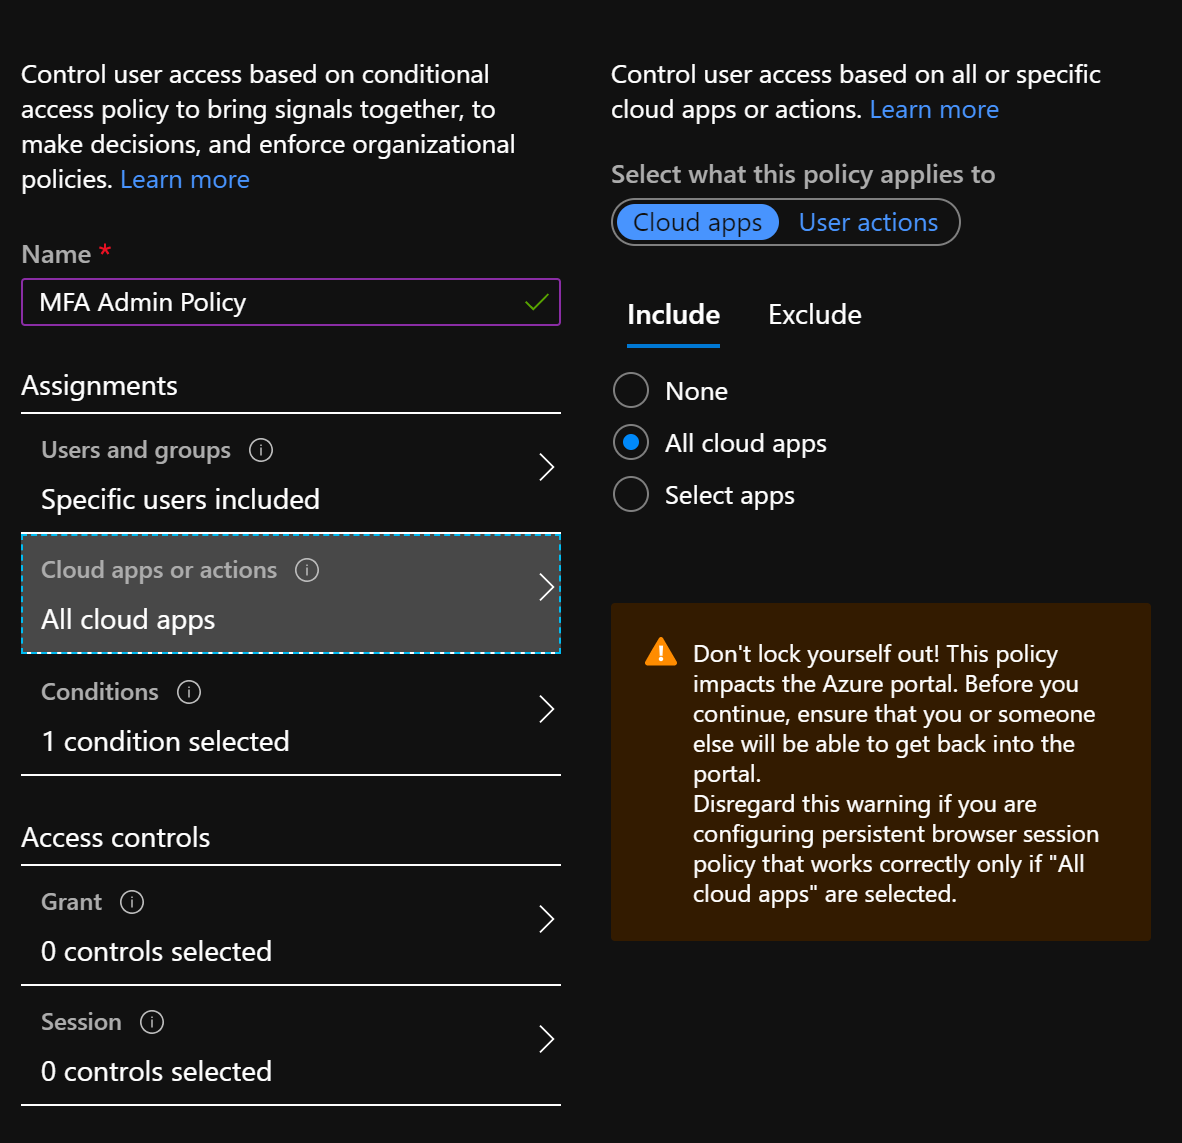 Control user access based on conditional
access policy to bring signals together, to
make decisions, and enforce organizational
policies. Learn more
Name *
MFA Admin Policy
Assignments
Users and groups
Specific users included
Cloud apps or actions
All cloud apps
Conditions
1 condition selected
Access controls
Grant
0 controls selected
Session
0 controls selected
Control user access based on all or specific
cloud apps or actions. Learn more
Select what this policy applies to
Cloud apps User actions
Include Exclude
None
All cloud apps
Select apps
Don't lock yourself out! This policy
impacts the Azure portal. Before you
continue, ensure that you or someone
else will be able to get back into the
portal.
Disregard this warning if you are
configuring persistent browser session
policy that works correctly only if "All
cloud apps" are selected.